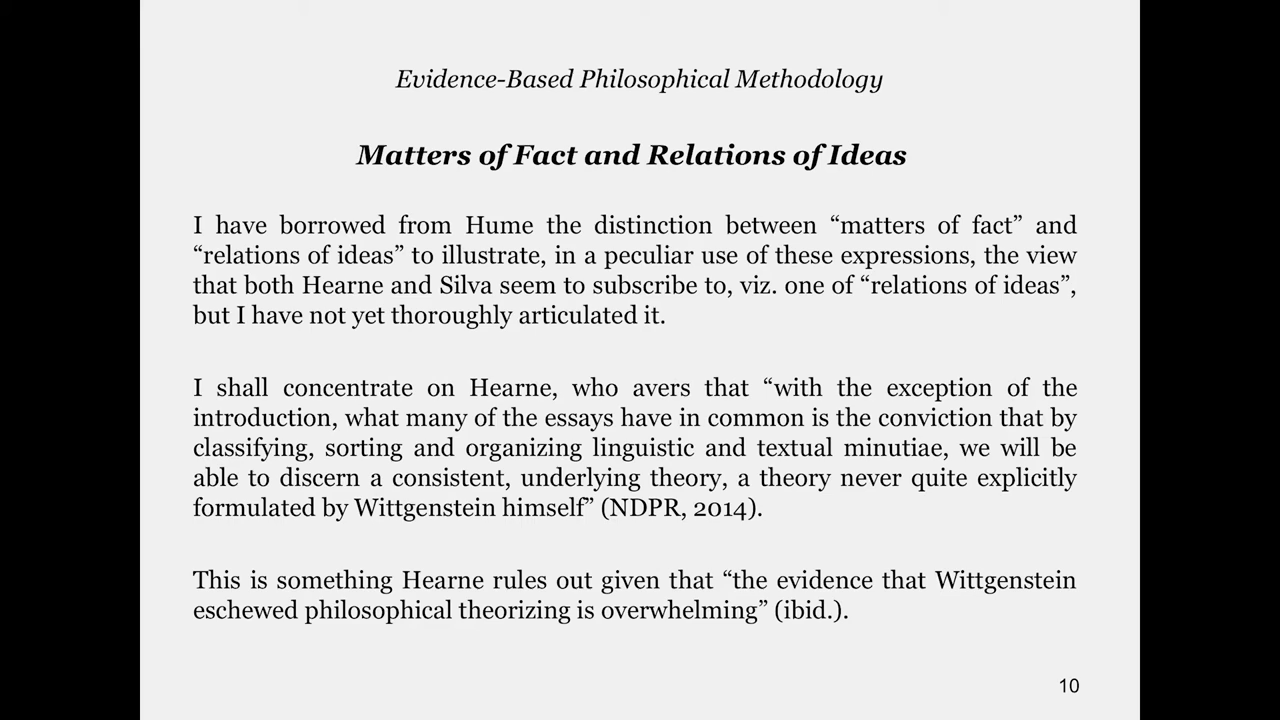 Evidence-Based Philosophical Methodology
Matters of Fact and Relations of Ideas
I have borrowed from Hume the distinction between “matters of fact” and
“relations of ideas” to illustrate, in a peculiar use of these expressions, the view
that both Hearne and Silva seem to subscribe to, viz. one of “relations of ideas”,
but I have not yet thoroughly articulated it.
I shall concentrate on Hearne, who avers that “with the exception of the
introduction, what many of the essays have in common is the conviction that by
classifying, sorting and organizing linguistic and textual minutiae, we will be
able to discern a consistent, underlying theory, a theory never quite explicitly
formulated by Wittgenstein himself” (NDPR, 2014).
This is something Hearne rules out given that “the evidence that Wittgenstein
eschewed philosophical theorizing is overwhelming” (ibid.).
10